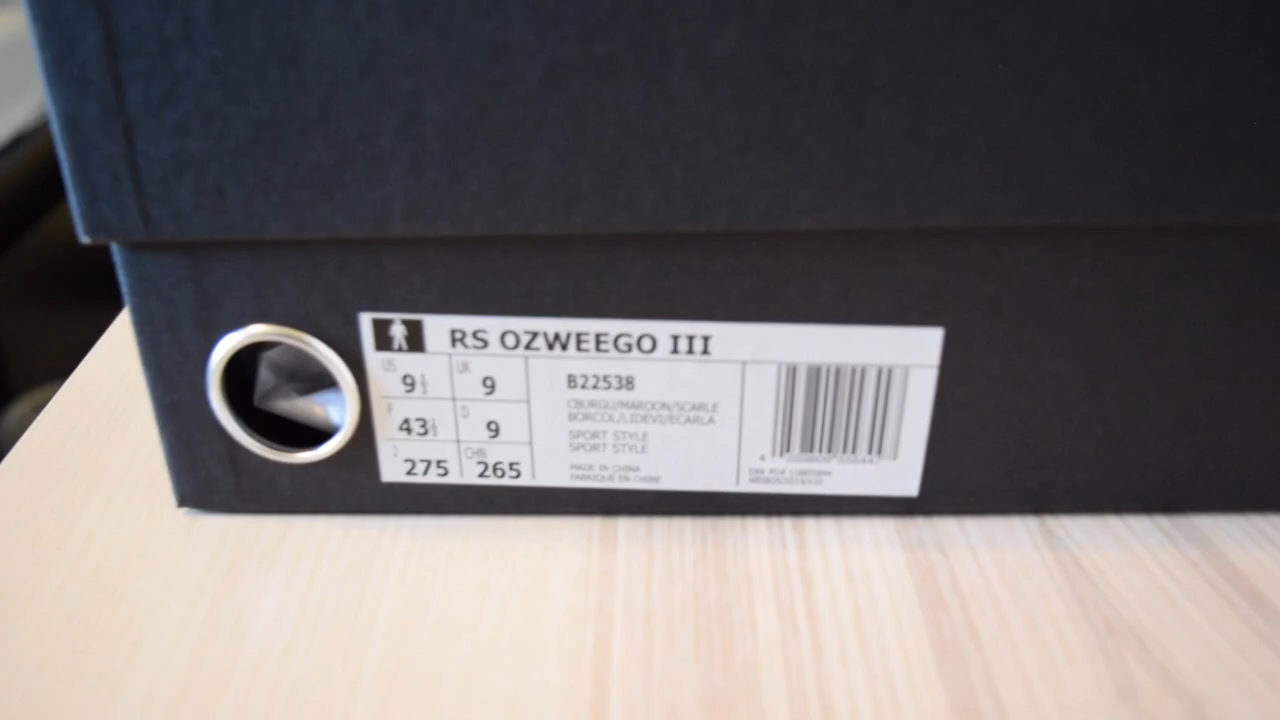 RS OZWEEGO III
US 9½ UK 9
F 43⅓ D 9
J 275 CHN 265
B22538
CBURGU/MAROON/SCARLE
BORCOL/LIDEVI/ECARLA
SPORT STYLE
SPORT STYLE
MADE IN CHINA
FABRIQUÉ EN CHINE